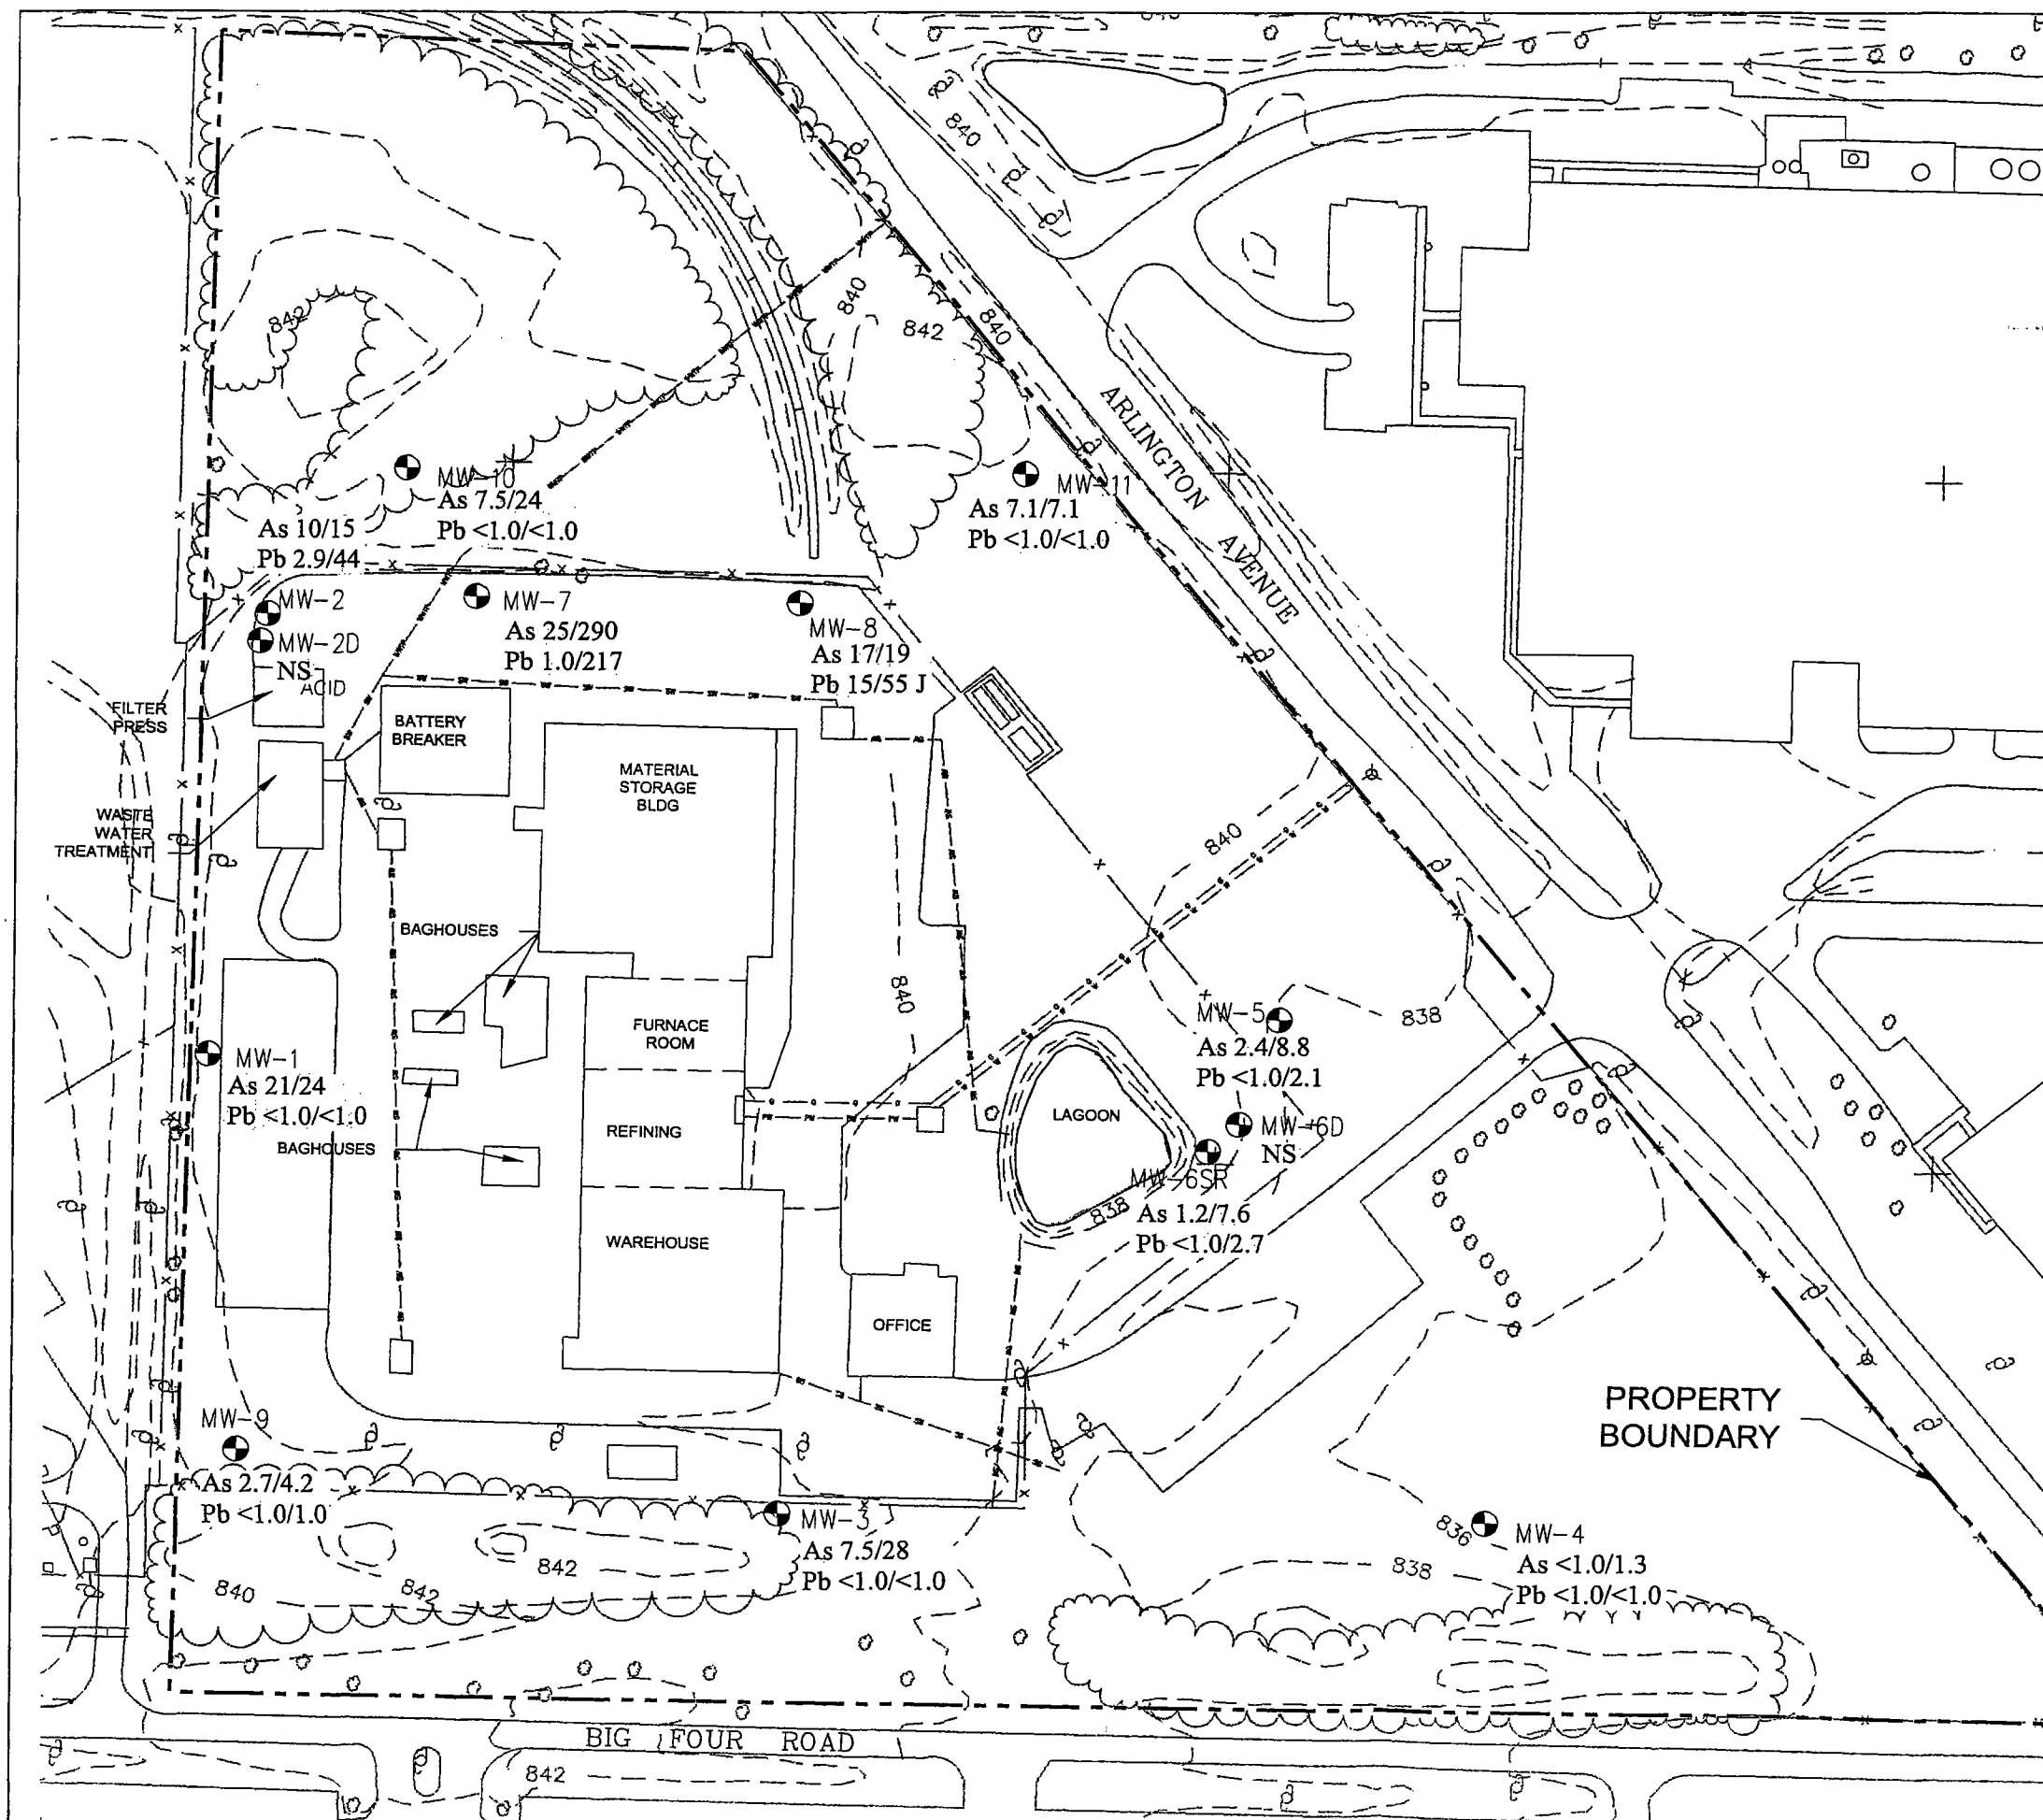 840
842
840
842
840
ARLINGTON
AVENUE
MW-10
As 7.5/24
Pb <1.0/<1.0
MW-11
As 7.1/7.1
Pb <1.0/<1.0
As 10/15
Pb 2.9/44
MW-2
MW-2D
NS
ACID
MW-7
As 25/290
Pb 1.0/217
MW-8
As 17/19
Pb 15/55 J
FILTER
PRESS
BATTERY
BREAKER
MATERIAL
STORAGE
BLDG
WASTE
WATER
TREATMENT
840
BAGHOUSES
840
FURNACE
ROOM
MW-5
838
As 2.4/8.8
Pb <1.0/2.1
MW-1
As 21/24
Pb <1.0/<1.0
BAGHOUSES
REFINING
LAGOON
MW-6D
NS
MW-6SR
838
As 1.2/7.6
Pb <1.0/2.7
WAREHOUSE
OFFICE
PROPERTY
BOUNDARY
MW-9
As 2.7/4.2
Pb <1.0/1.0
MW-3
As 7.5/28
Pb <1.0/<1.0
836
MW-4
As <1.0/1.3
Pb <1.0/<1.0
838
840
842
842
BIG FOUR ROAD
842